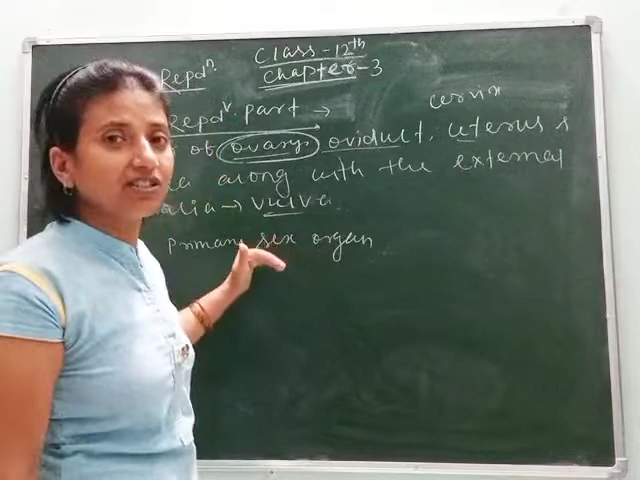 Class-12th
Repdn. Chapter-3
cervix
Repdv. part →
of ovary, oviduct, uterus &
along with the external
alia → vulva
Primary sex organ